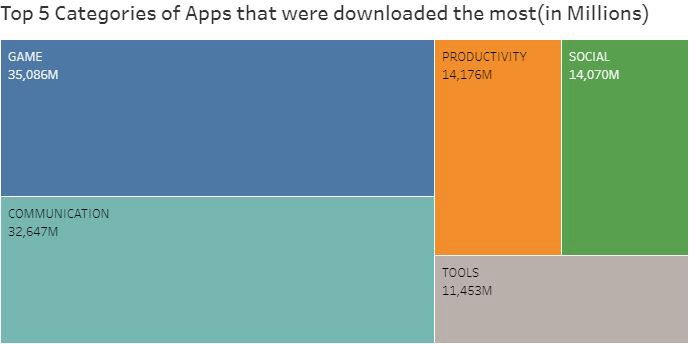 Top 5 Categories of Apps that were downloaded the most(in Millions)
GAME
35,086M
PRODUCTIVITY
14,176M
SOCIAL
14,070M
COMMUNICATION
32,647M
TOOLS
11,453M